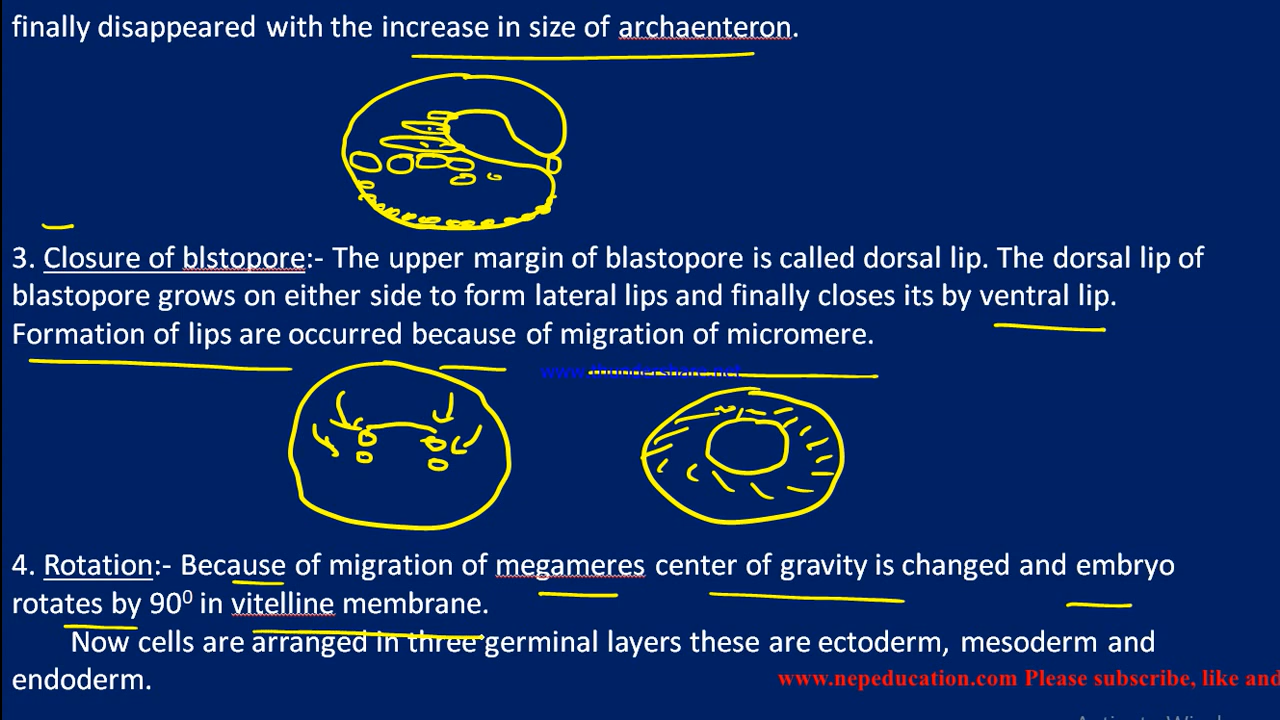 finally disappeared with the increase in size of archaenteron.
3. Closure of blstopore:- The upper margin of blastopore is called dorsal lip. The dorsal lip of
blastopore grows on either side to form lateral lips and finally closes its by ventral lip.
Formation of lips are occurred because of migration of micromere.
www.thundershare.net
4. Rotation:- Because of migration of megameres center of gravity is changed and embryo
rotates by 90⁰ in vitelline membrane.
Now cells are arranged in three germinal layers these are ectoderm, mesoderm and
endoderm.
www.nepeducation.com Please subscribe, like and